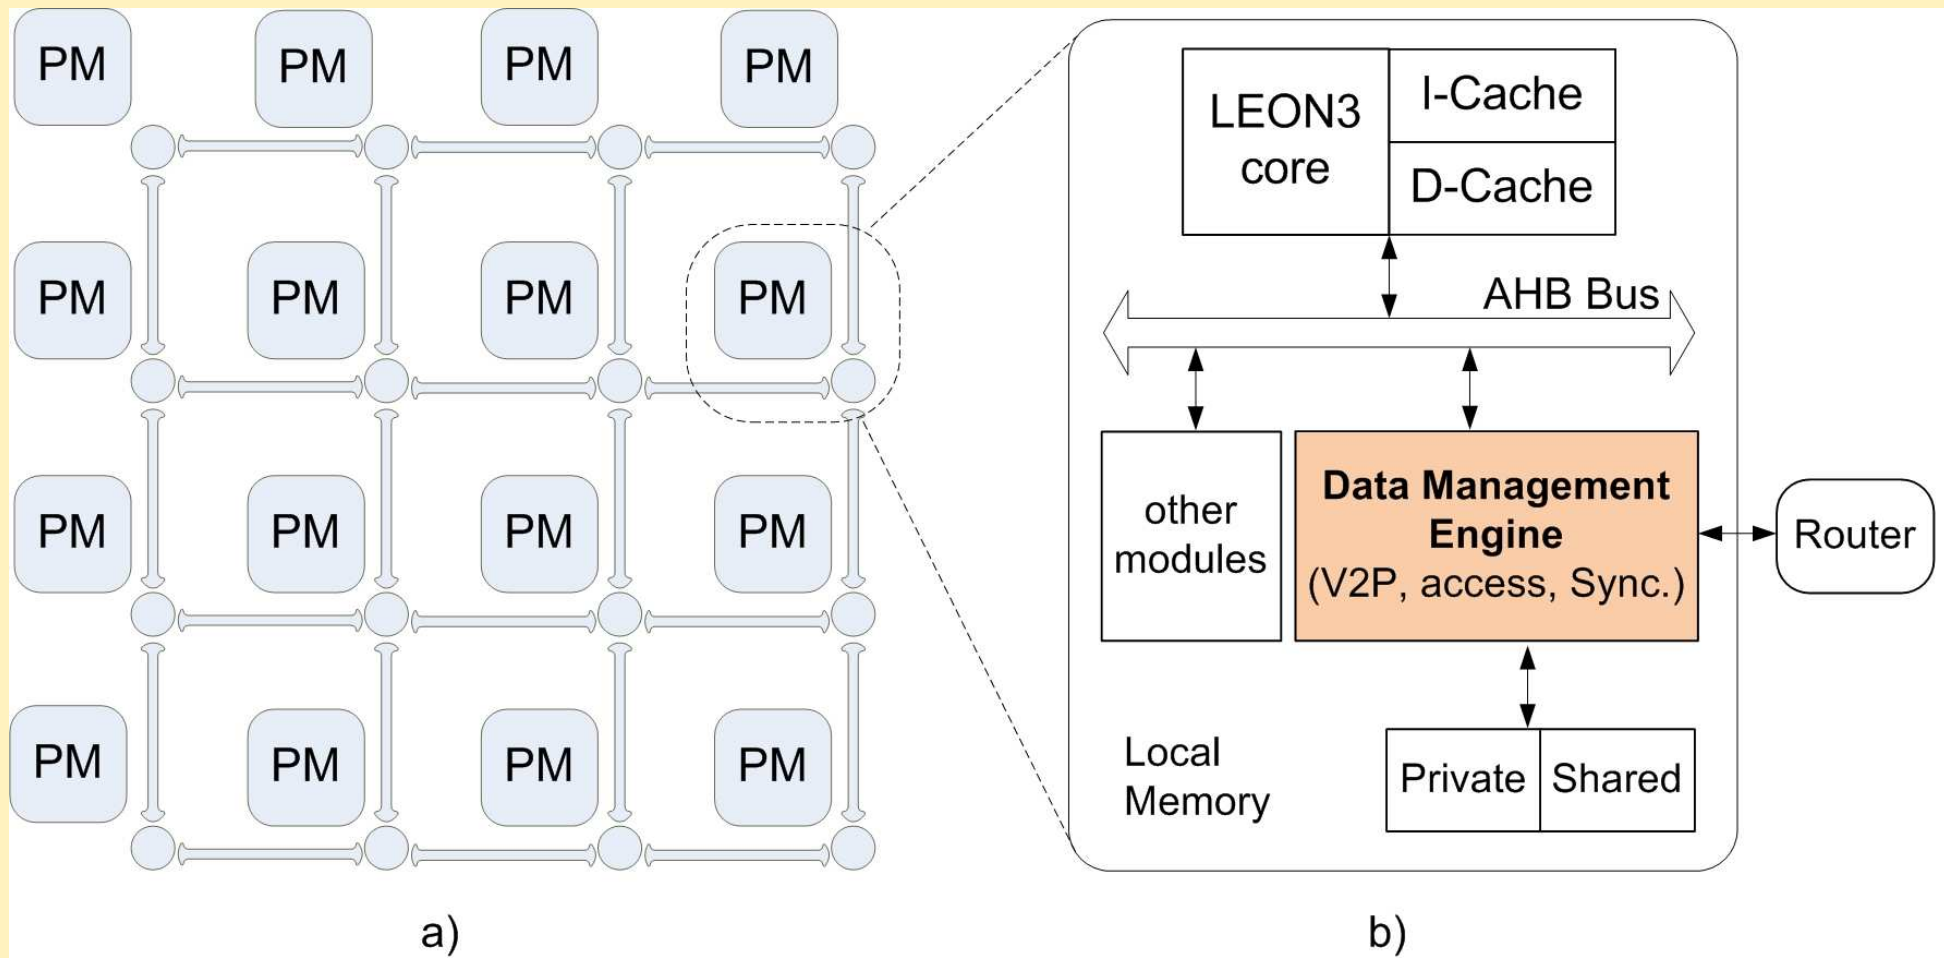 PM PM PM PM
PM PM PM PM
PM PM PM PM
PM PM PM PM
a)
LEON3
core
I-Cache
D-Cache
AHB Bus
other
modules
Data Management
Engine
(V2P, access, Sync.)
Router
Local
Memory
Private
Shared
b)